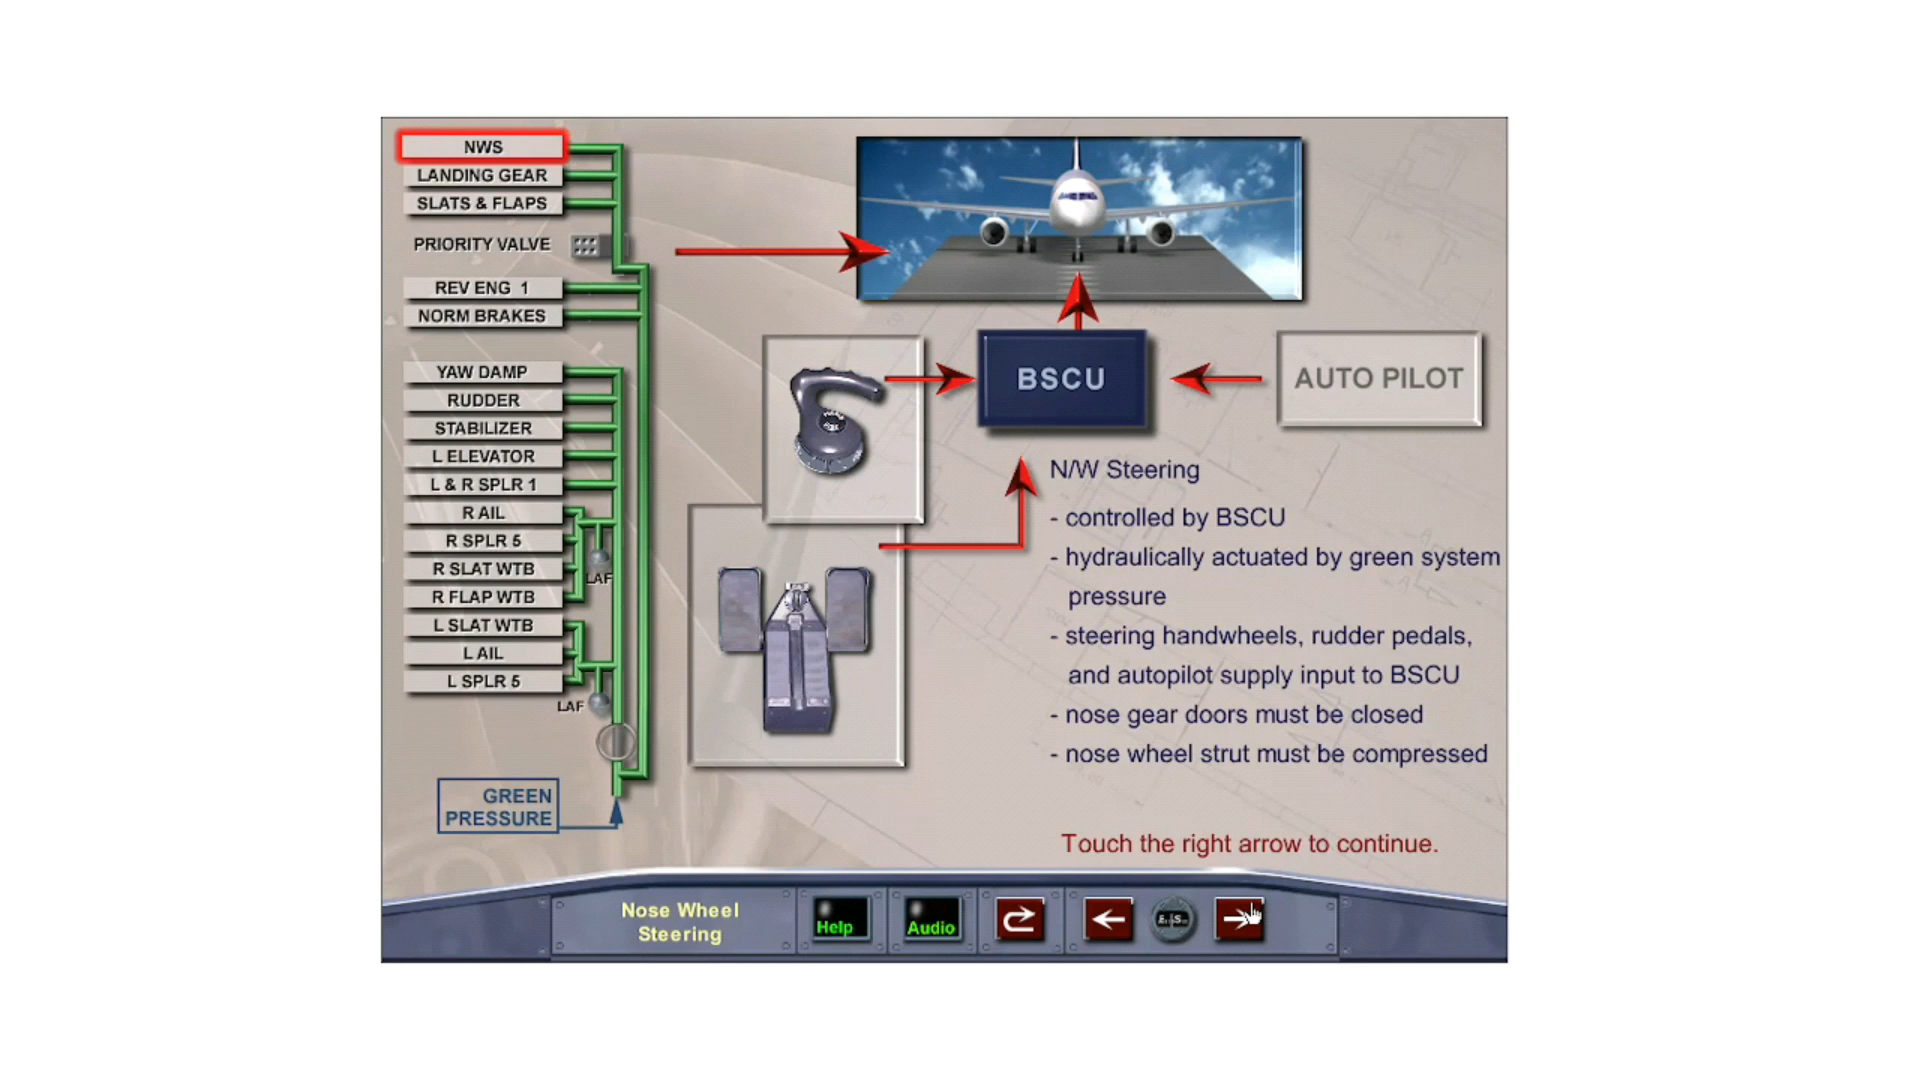 NWS
LANDING GEAR
SLATS & FLAPS
PRIORITY VALVE
REV ENG 1
NORM BRAKES
YAW DAMP
RUDDER
STABILIZER
L ELEVATOR
L & R SPLR 1
R AIL
R SPLR 5
R SLAT WTB
LAF
R FLAP WTB
L SLAT WTB
L AIL
L SPLR 5
LAF
GREEN
PRESSURE
BSCU
AUTO PILOT
N/W Steering
- controlled by BSCU
- hydraulically actuated by green system
pressure
- steering handwheels, rudder pedals,
and autopilot supply input to BSCU
- nose gear doors must be closed
- nose wheel strut must be compressed
Touch the right arrow to continue.
Nose Wheel
Steering
Help
Audio